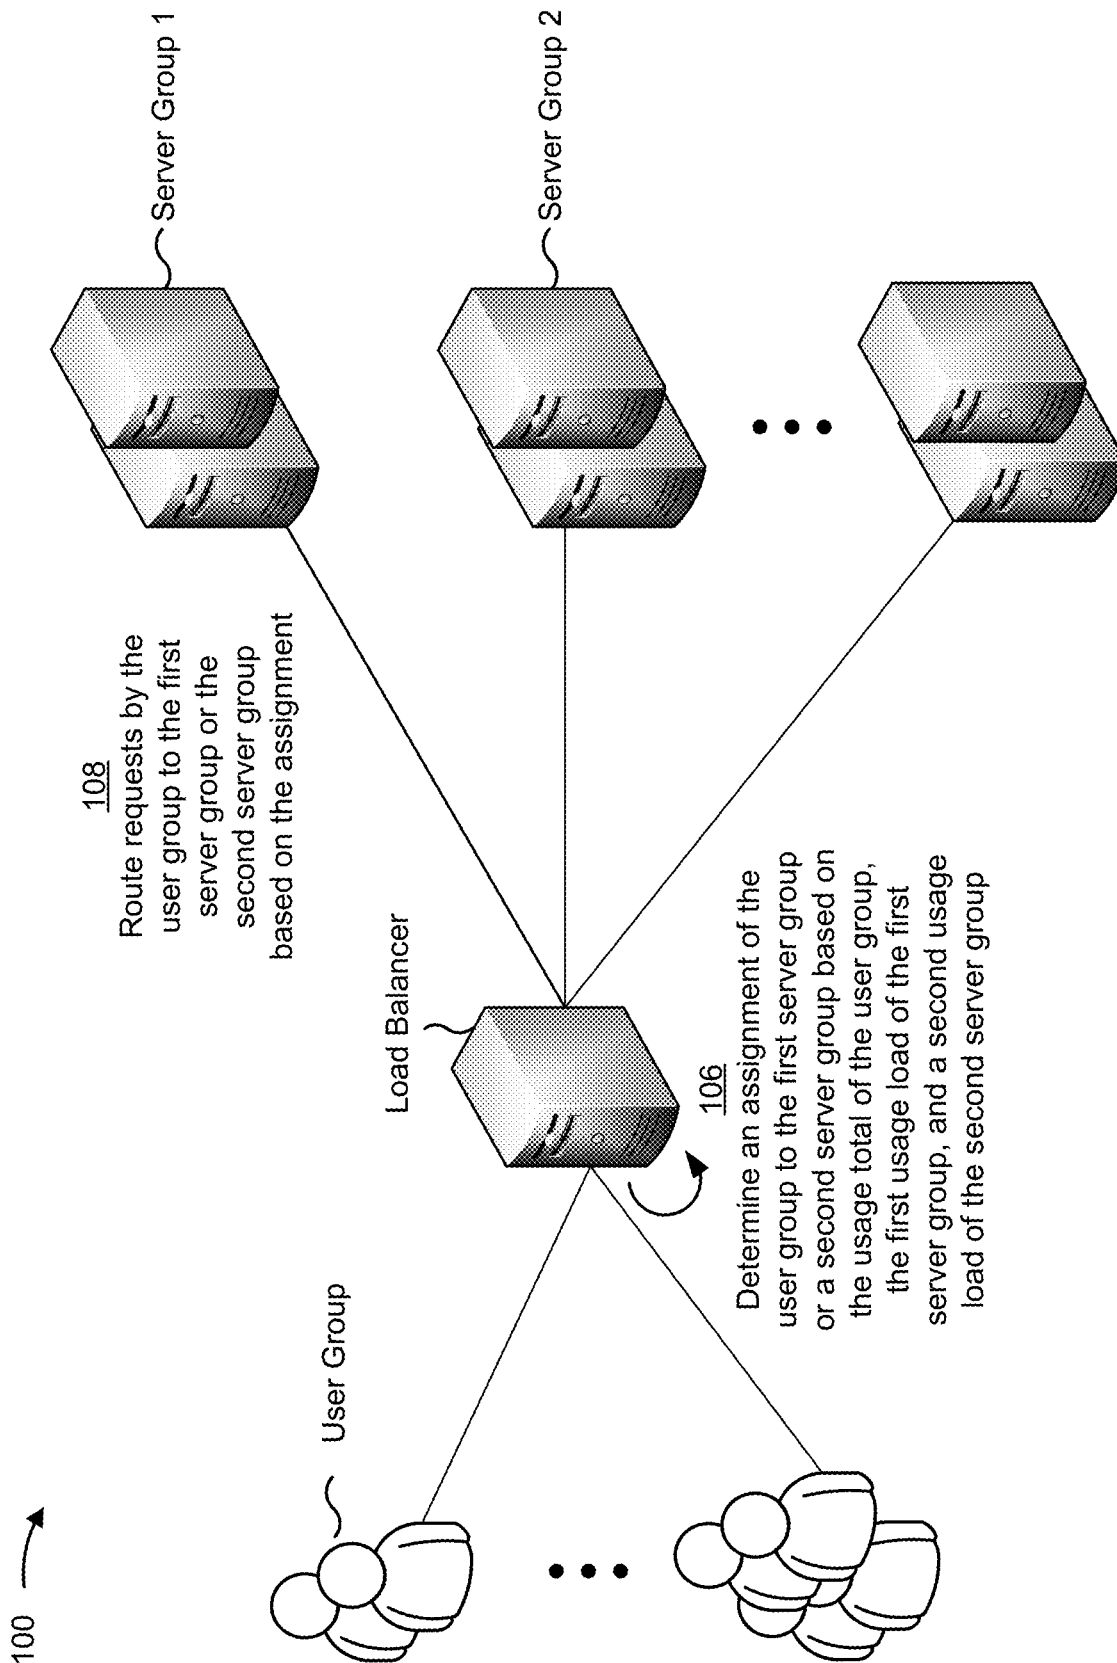 100
User Group
Load Balancer
106
Determine an assignment of the
user group to the first server group
or a second server group based on
the usage total of the user group,
the first usage load of the first
server group, and a second usage
load of the second server group
108
Route requests by the
user group to the first
server group or the
second server group
based on the assignment
Server Group 1
Server Group 2